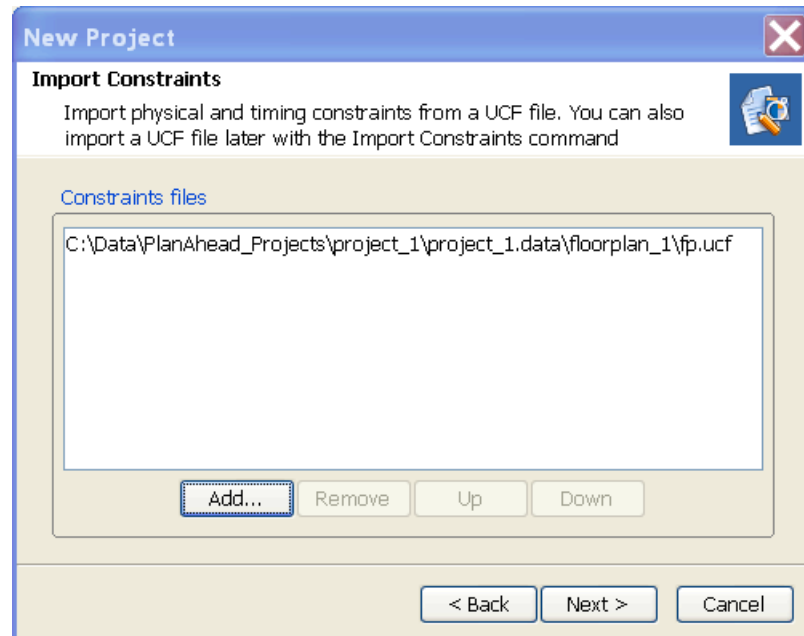 New Project
Import Constraints
Import physical and timing constraints from a UCF file. You can also
import a UCF file later with the Import Constraints command
Constraints files
C:\Data\PlanAhead_Projects\project_1\project_1.data\floorplan_1\fp.ucf
Add... Remove Up Down
< Back Next > Cancel